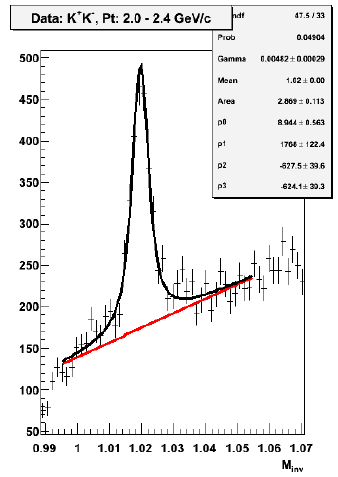 Data: K⁺K⁻, Pt: 2.0 - 2.4 GeV/c
ndf 47.5 / 33
Prob 0.04904
Gamma 0.00482 ± 0.00029
Mean 1.02 ± 0.00
Area 2.869 ± 0.113
p0 8.944 ± 0.563
p1 1768 ± 122.4
p2 -627.5 ± 39.6
p3 -624.1 ± 39.3
500
450
400
350
300
250
200
150
100
50
0.99 1 1.01 1.02 1.03 1.04 1.05 1.06 1.07
M_inv